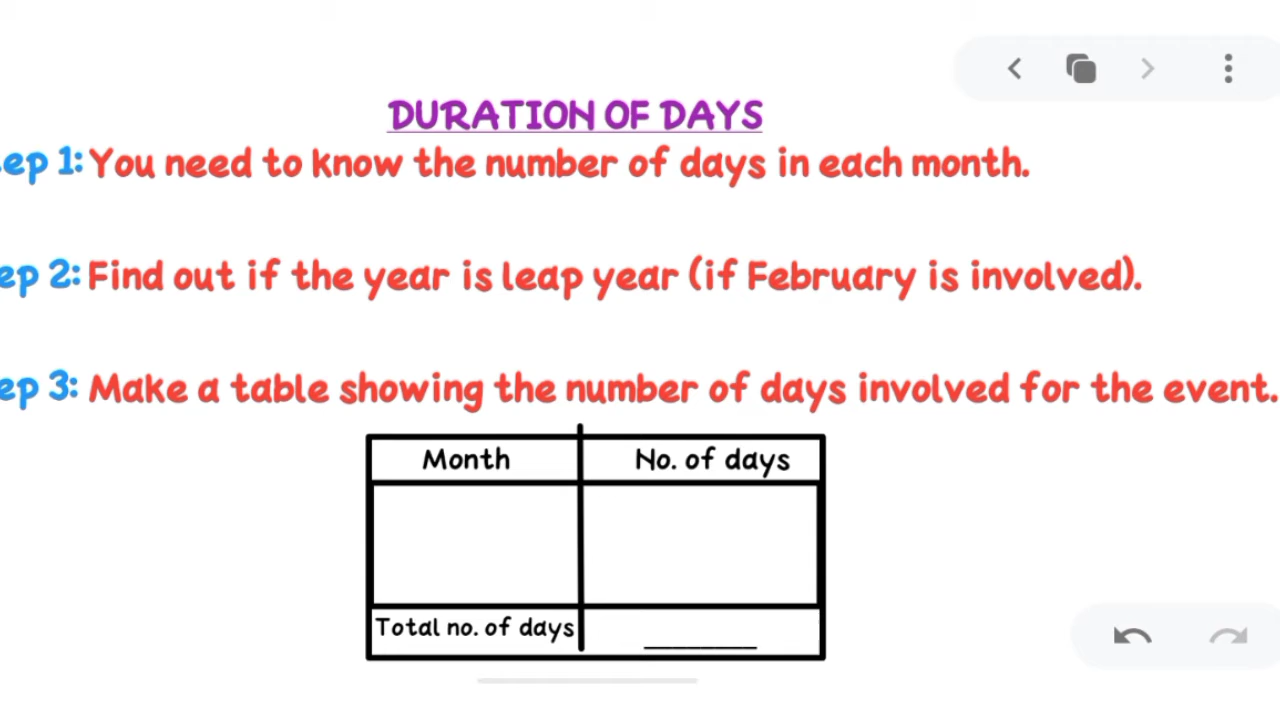 DURATION OF DAYS
ep 1: You need to know the number of days in each month.
ep 2: Find out if the year is leap year (if February is involved).
ep 3: Make a table showing the number of days involved for the event.
Month No. of days
Total no. of days ________